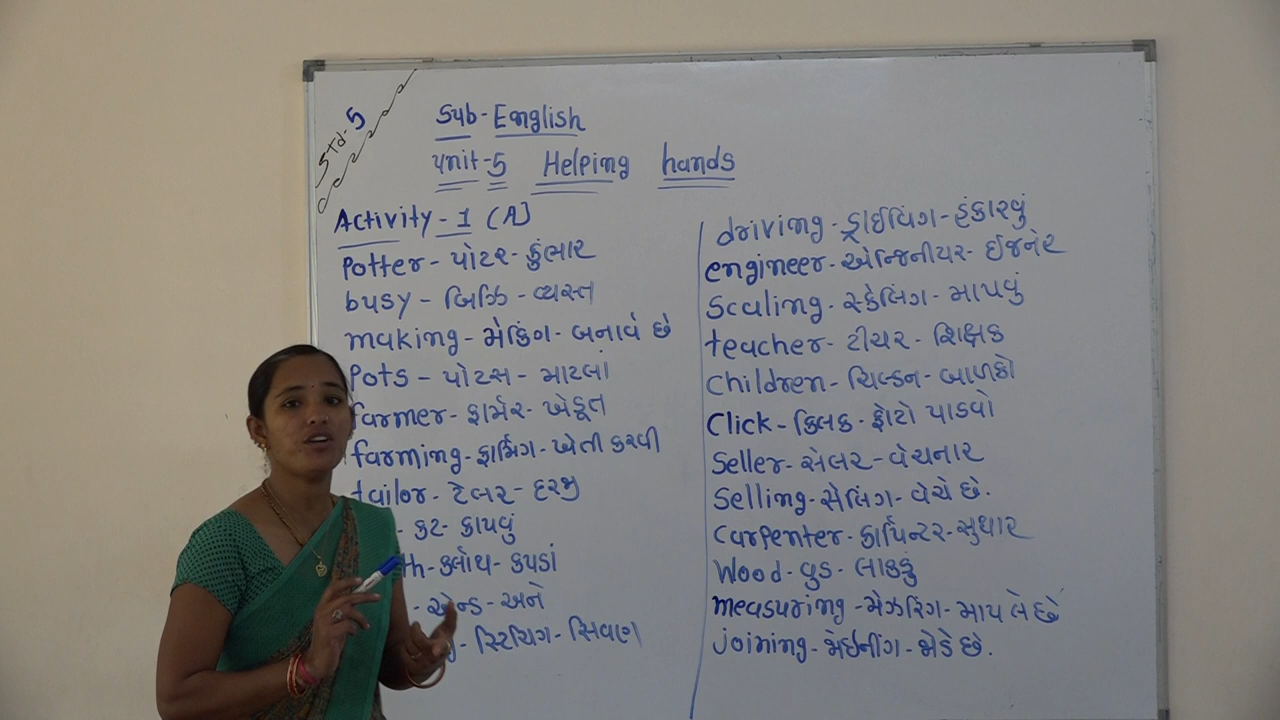 Std-5
Sub-English
Unit-5 Helping hands
Activity-1 (A]
Potter - પોટર - કુંભાર
busy - બિઝિ - વ્યસ્ત
making - મેકિંગ - બનાવે છે
Pots - પોટસ - માટલાં
farmer - ફાર્મર - ખેડૂત
farming - ફાર્મિંગ - ખેતી કરવી
tailor - ટેલર - દરજી
- કટ - કાપવું
th - ક્લોથ - કપડાં
- એન્ડ - અને
g - સ્ટિચિંગ - સિવણ
driving - ડ્રાઈવિંગ - હંકારવું
engineer - એન્જિનીયર - ઈજનેર
Scaling - સ્કેલિંગ - માપવું
teacher - ટીચર - શિક્ષક
Children - ચિલ્ડ્રન - બાળકો
Click - ક્લિક - ફોટો પાડવો
Seller - સેલર - વેચનાર
Selling - સેલિંગ - વેચે છે.
Carpenter - કાર્પિન્ટર - સુથાર
Wood - વુડ - લાકડું
measuring - મેઝરિંગ - માપ લે છે
joining - જોઇનીંગ - જોડે છે.